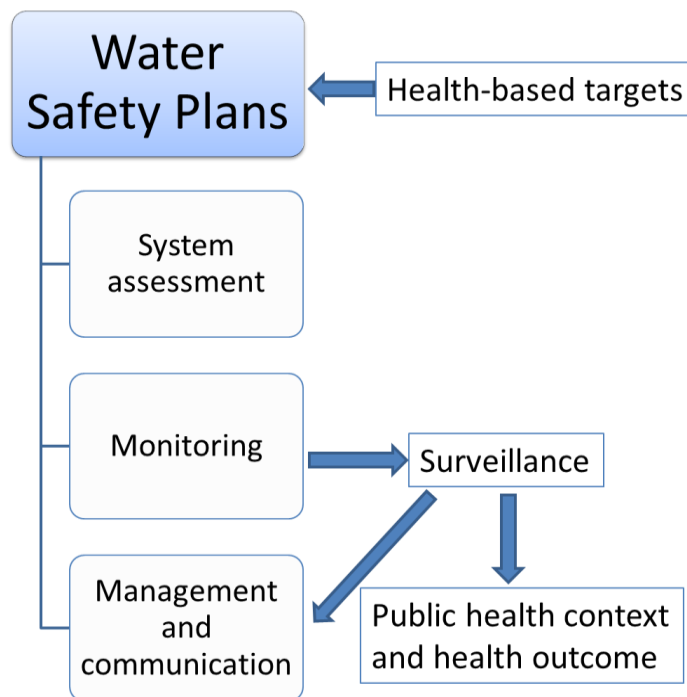 Water
Safety Plans
Health-based targets
System
assessment
Monitoring
Surveillance
Management
and
communication
Public health context
and health outcome